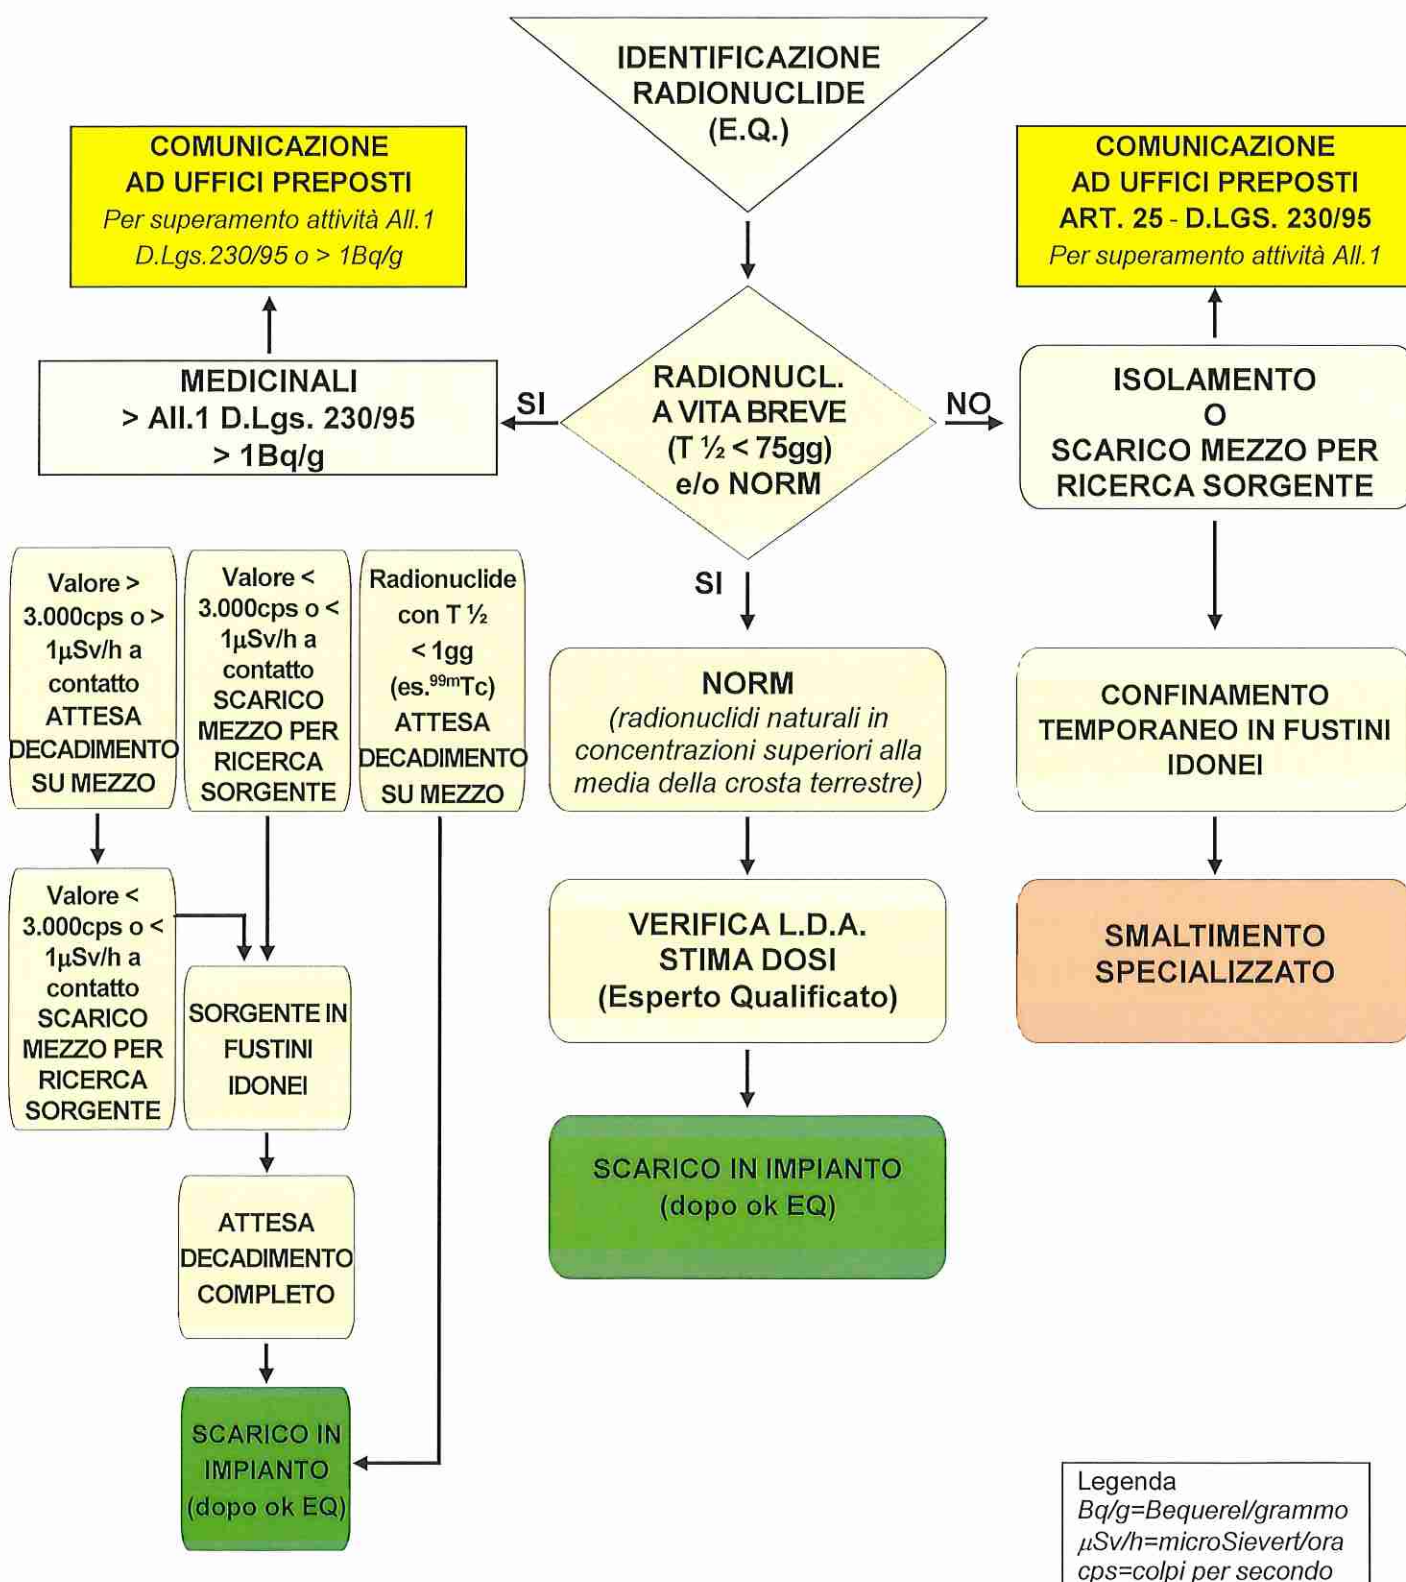 IDENTIFICAZIONE
RADIONUCLIDE
(E.Q.)
COMUNICAZIONE
AD UFFICI PREPOSTI
Per superamento attività All.1
D.Lgs.230/95 o > 1Bq/g
COMUNICAZIONE
AD UFFICI PREPOSTI
ART. 25 - D.LGS. 230/95
Per superamento attività All.1
MEDICINALI
> All.1 D.Lgs. 230/95
> 1Bq/g
SI
RADIONUCL.
A VITA BREVE
(T ½ < 75gg)
e/o NORM
NO
ISOLAMENTO
O
SCARICO MEZZO PER
RICERCA SORGENTE
SI
Valore >
3.000cps o >
1μSv/h a
contatto
ATTESA
DECADIMENTO
SU MEZZO
Valore <
3.000cps o <
1μSv/h a
contatto
SCARICO
MEZZO PER
RICERCA
SORGENTE
Radionuclide
con T ½
< 1gg
(es.⁹⁹ᵐTc)
ATTESA
DECADIMENTO
SU MEZZO
NORM
(radionuclidi naturali in
concentrazioni superiori alla
media della crosta terrestre)
CONFINAMENTO
TEMPORANEO IN FUSTINI
IDONEI
Valore <
3.000cps o <
1μSv/h a
contatto
SCARICO
MEZZO PER
RICERCA
SORGENTE
SORGENTE IN
FUSTINI
IDONEI
VERIFICA L.D.A.
STIMA DOSI
(Esperto Qualificato)
SMALTIMENTO
SPECIALIZZATO
ATTESA
DECADIMENTO
COMPLETO
SCARICO IN IMPIANTO
(dopo ok EQ)
SCARICO IN
IMPIANTO
(dopo ok EQ)
Legenda
Bq/g=Bequerel/grammo
μSv/h=microSievert/ora
cps=colpi per secondo